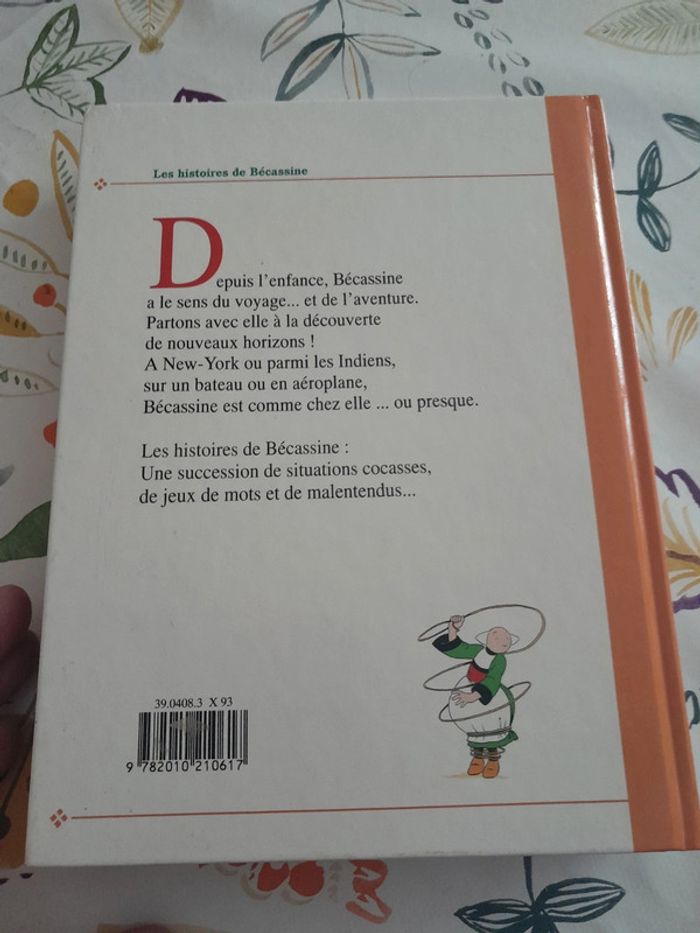 Les histoires de Bécassine
Depuis l'enfance, Bécassine
a le sens du voyage... et de l'aventure.
Partons avec elle à la découverte
de nouveaux horizons !
A New-York ou parmi les Indiens,
sur un bateau ou en aéroplane,
Bécassine est comme chez elle ... ou presque.
Les histoires de Bécassine :
Une succession de situations cocasses,
de jeux de mots et de malentendus...
39.0408.3 X 93
9 782010 210617